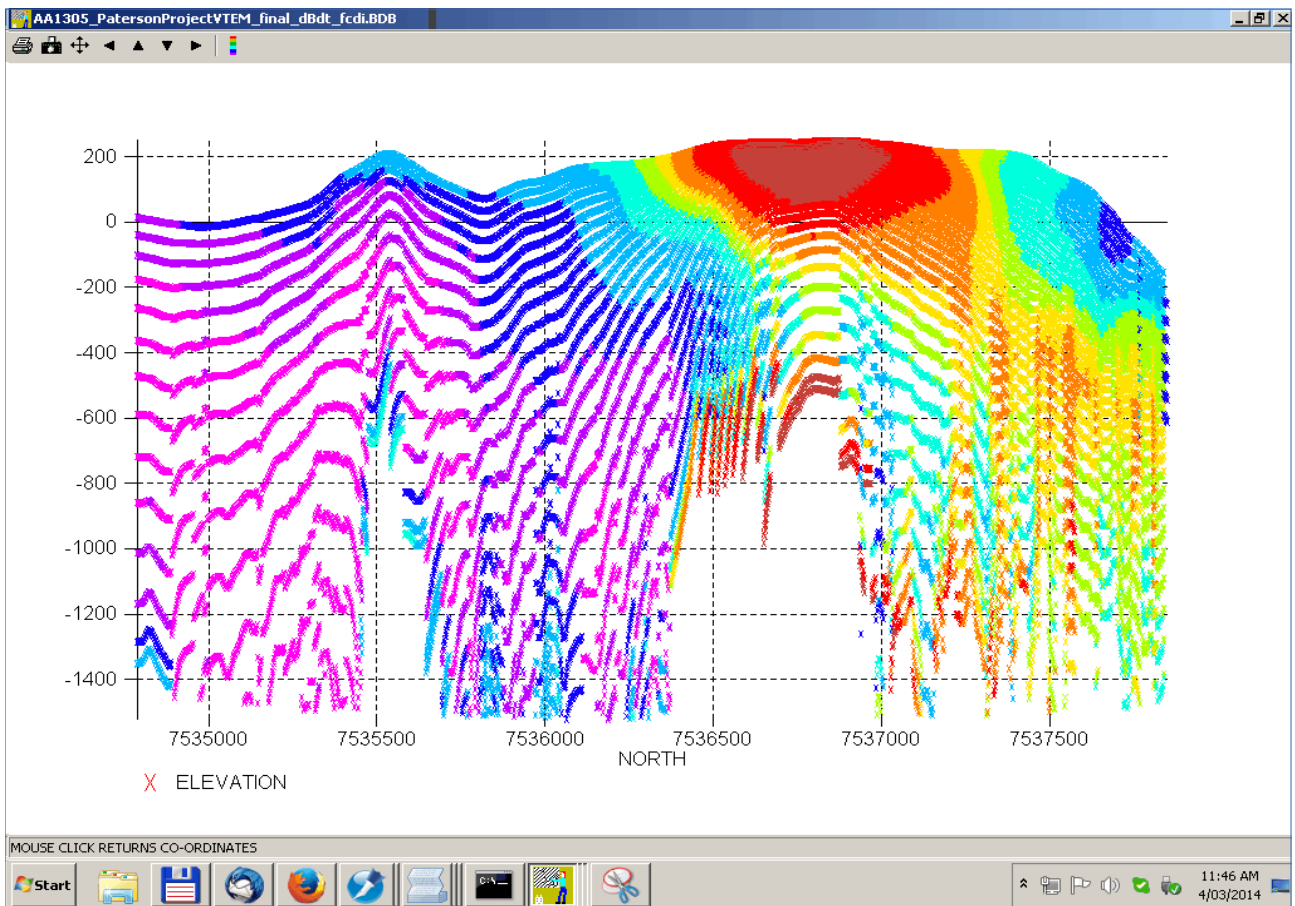 AA1305_PatersonProjectVTEM_final_dBdt_fcdi.BDB
200
0
-200
-400
-600
-800
-1000
-1200
-1400
7535000 7535500 7536000 7536500 7537000 7537500
NORTH
X ELEVATION
MOUSE CLICK RETURNS CO-ORDINATES
Start
C:\
11:46 AM
4/03/2014